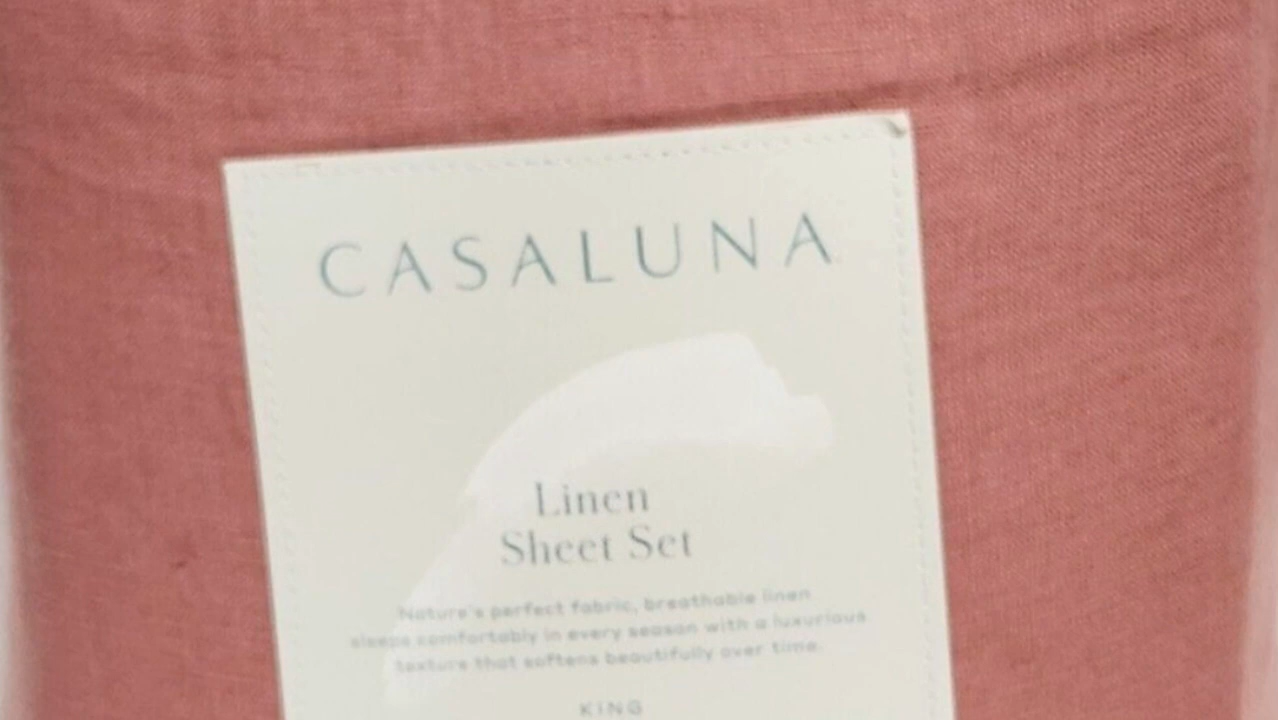 CASALUNA
Linen
Sheet Set
Nature's perfect fabric, breathable linen
sleeps comfortably in every season with a luxurious
texture that softens beautifully over time.
KING